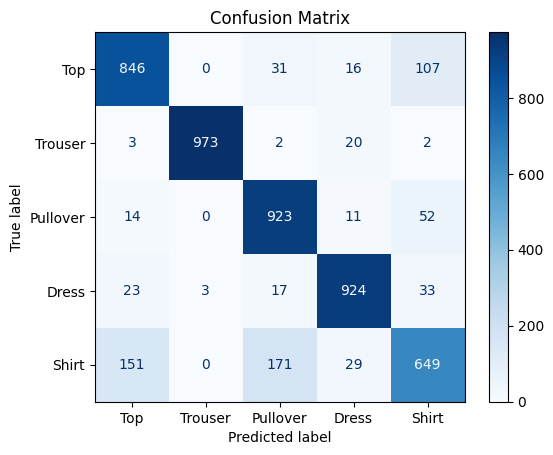 Confusion Matrix
True label
Top 846 0 31 16 107
Trouser 3 973 2 20 2
Pullover 14 0 923 11 52
Dress 23 3 17 924 33
Shirt 151 0 171 29 649
Top Trouser Pullover Dress Shirt
Predicted label
800
600
400
200
0